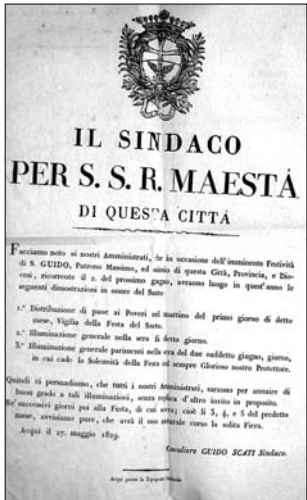 IL SINDACO
PER S. S. R. MAESTÀ
DI QUESTA CITTÀ
Facciamo noto ai nostri Amministrati, che in occasione dell'imminente Festività
di S. GUIDO, Patrono Massimo, ed unico di questa Città, Provincia, e Dio-
cesi, ricorrente il 2. del prossimo giugno, avranno luogo in quest'anno le
seguenti dimostrazioni in onore del Santo
1.° Distribuzione di pane ai Poveri nel mattino del primo giorno di detto
mese, Vigilia della Festa del Santo.
2.° Illuminazione generale nella sera di detto giorno.
3.° Illuminazione generale parimenti nella sera del due suddetto giugno, giorno,
in cui cade la Solennità della Festa del sempre Glorioso nostro Protettore.
Quindi ci persuadiamo, che tutti i nostri Amministrati, saranno per annuire di
buon grado a tali illuminazioni, senza replica d'altro invito in proposito.
Ne' successivi giorni poi alla Festa, di cui sovra; cioè li 3, 4, e 5 del predetto
mese, avvisiamo pure, che avrà il suo naturale corso la solita Fiera.
Acqui il 27. maggio 1829.
Cavaliere GUIDO SCATI Sindaco.
Acqui presso la Tipografia